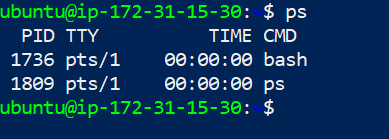 ubuntu@ip-172-31-15-30:~$ ps
PID TTY TIME CMD
1736 pts/1 00:00:00 bash
1809 pts/1 00:00:00 ps
ubuntu@ip-172-31-15-30:~$